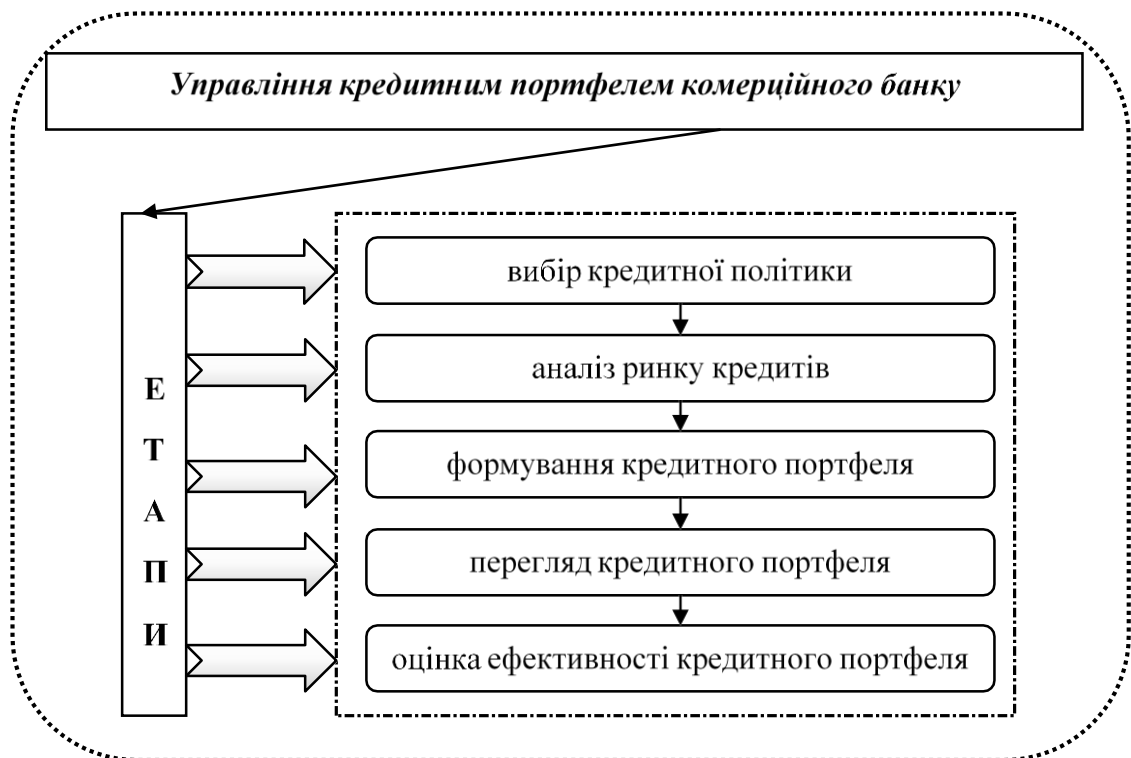 Управління кредитним портфелем комерційного банку
Е
Т
А
П
И
вибір кредитної політики
аналіз ринку кредитів
формування кредитного портфеля
перегляд кредитного портфеля
оцінка ефективності кредитного портфеля